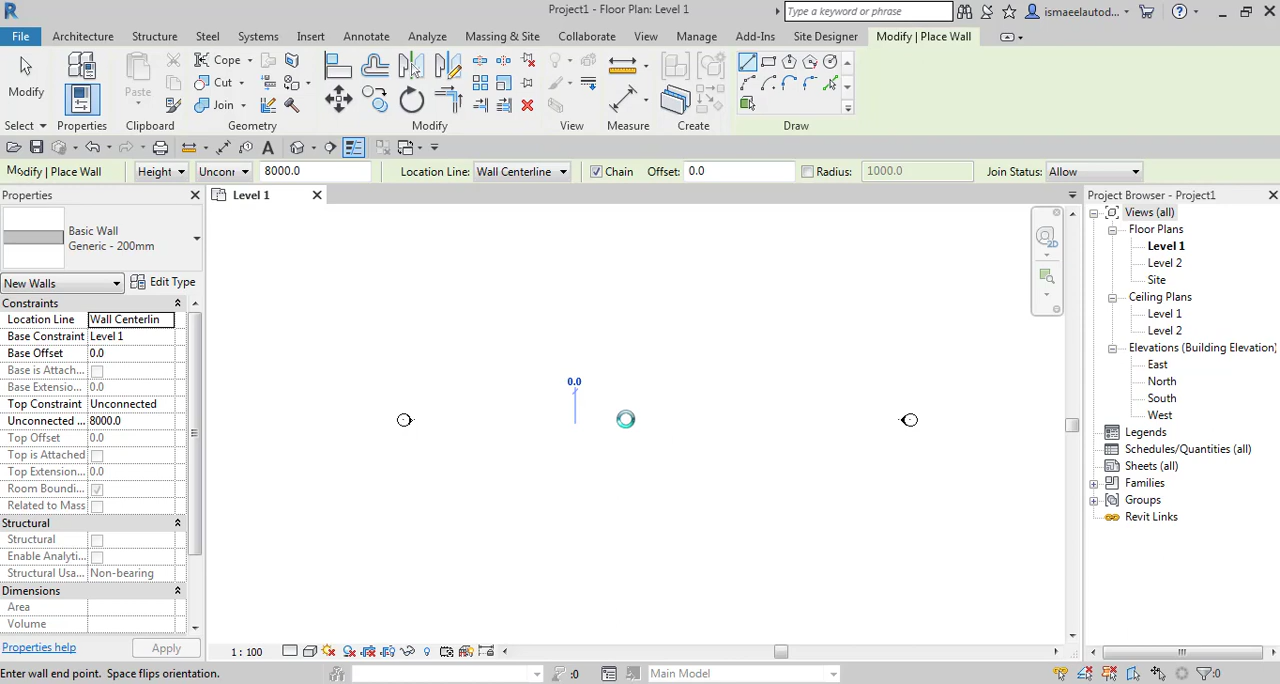 Project1 - Floor Plan: Level 1
Type a keyword or phrase
ismaeelautod...
File Architecture Structure Steel Systems Insert Annotate Analyze Massing & Site Collaborate View Manage Add-Ins Site Designer Modify | Place Wall
Modify
Paste
Cope
Cut
Join
Select Properties Clipboard Geometry Modify View Measure Create Draw
Modify | Place Wall Height Unconr 8000.0 Location Line: Wall Centerline Chain Offset: 0.0 Radius: 1000.0 Join Status: Allow
Properties
Level 1
Basic Wall
Generic - 200mm
New Walls Edit Type
Constraints
Location Line Wall Centerlin
Base Constraint Level 1
Base Offset 0.0
Base is Attach...
Base Extensio... 0.0
Top Constraint Unconnected
Unconnected ... 8000.0
Top Offset 0.0
Top is Attached
Top Extension... 0.0
Room Boundi...
Related to Mass
Structural
Structural
Enable Analyti...
Structural Usa... Non-bearing
Dimensions
Area
Volume
Properties help Apply
0.0
2D
1 : 100
Project Browser - Project1
Views (all)
Floor Plans
Level 1
Level 2
Site
Ceiling Plans
Level 1
Level 2
Elevations (Building Elevation)
East
North
South
West
Legends
Schedules/Quantities (all)
Sheets (all)
Families
Groups
Revit Links
Enter wall end point. Space flips orientation.
:0
Main Model
:0